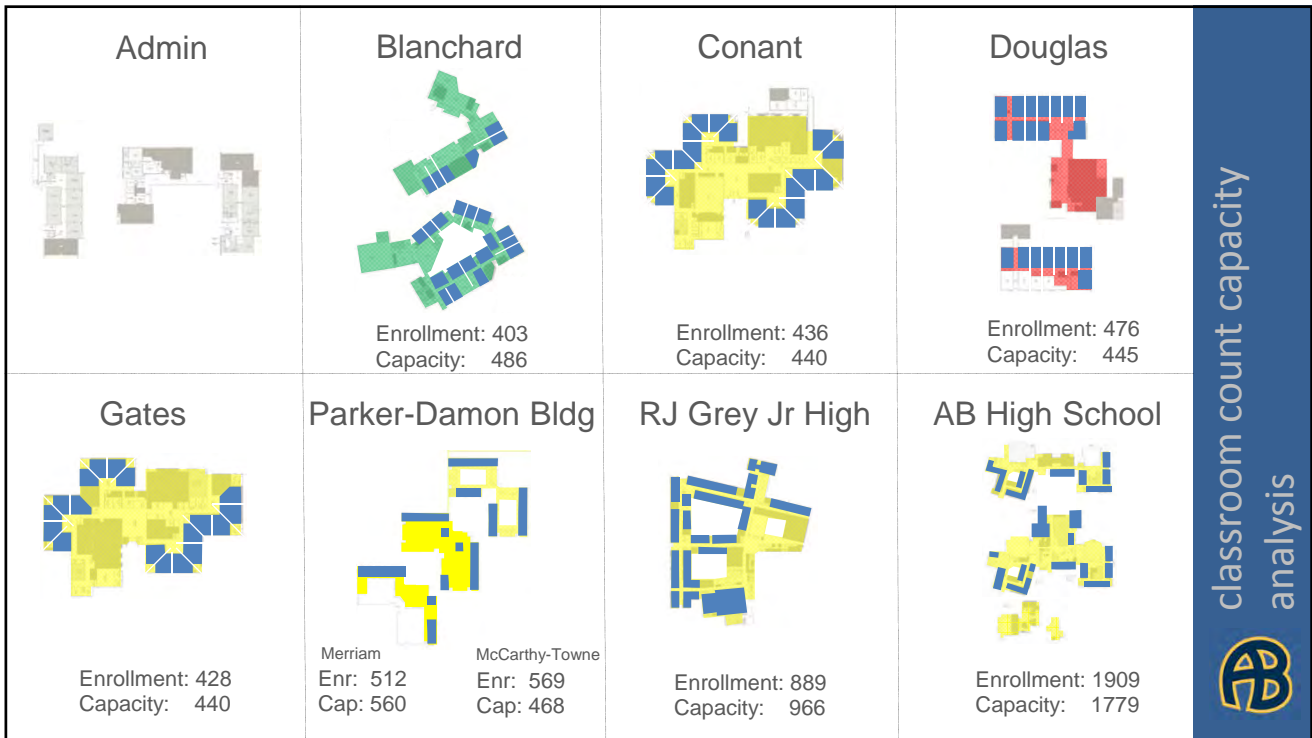 Admin
Blanchard
Enrollment: 403
Capacity: 486
Conant
Enrollment: 436
Capacity: 440
Douglas
Enrollment: 476
Capacity: 445
Gates
Enrollment: 428
Capacity: 440
Parker-Damon Bldg
Merriam
Enr: 512
Cap: 560
McCarthy-Towne
Enr: 569
Cap: 468
RJ Grey Jr High
Enrollment: 889
Capacity: 966
AB High School
Enrollment: 1909
Capacity: 1779
classroom count capacity
analysis
AB